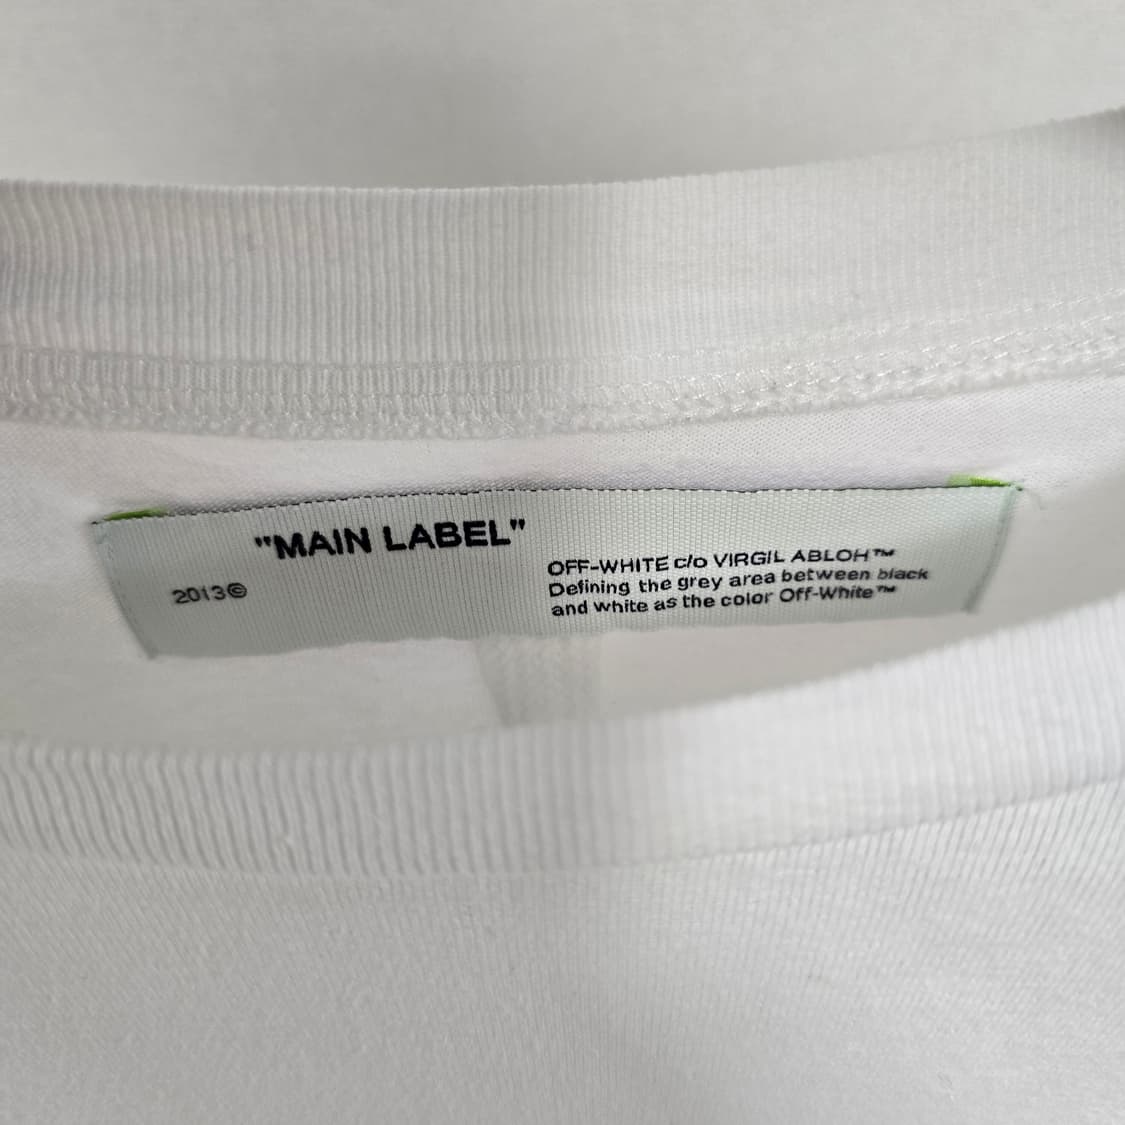 "MAIN LABEL"
2013©
OFF-WHITE c/o VIRGIL ABLOH™
Defining the grey area between black
and white as the color Off-White™